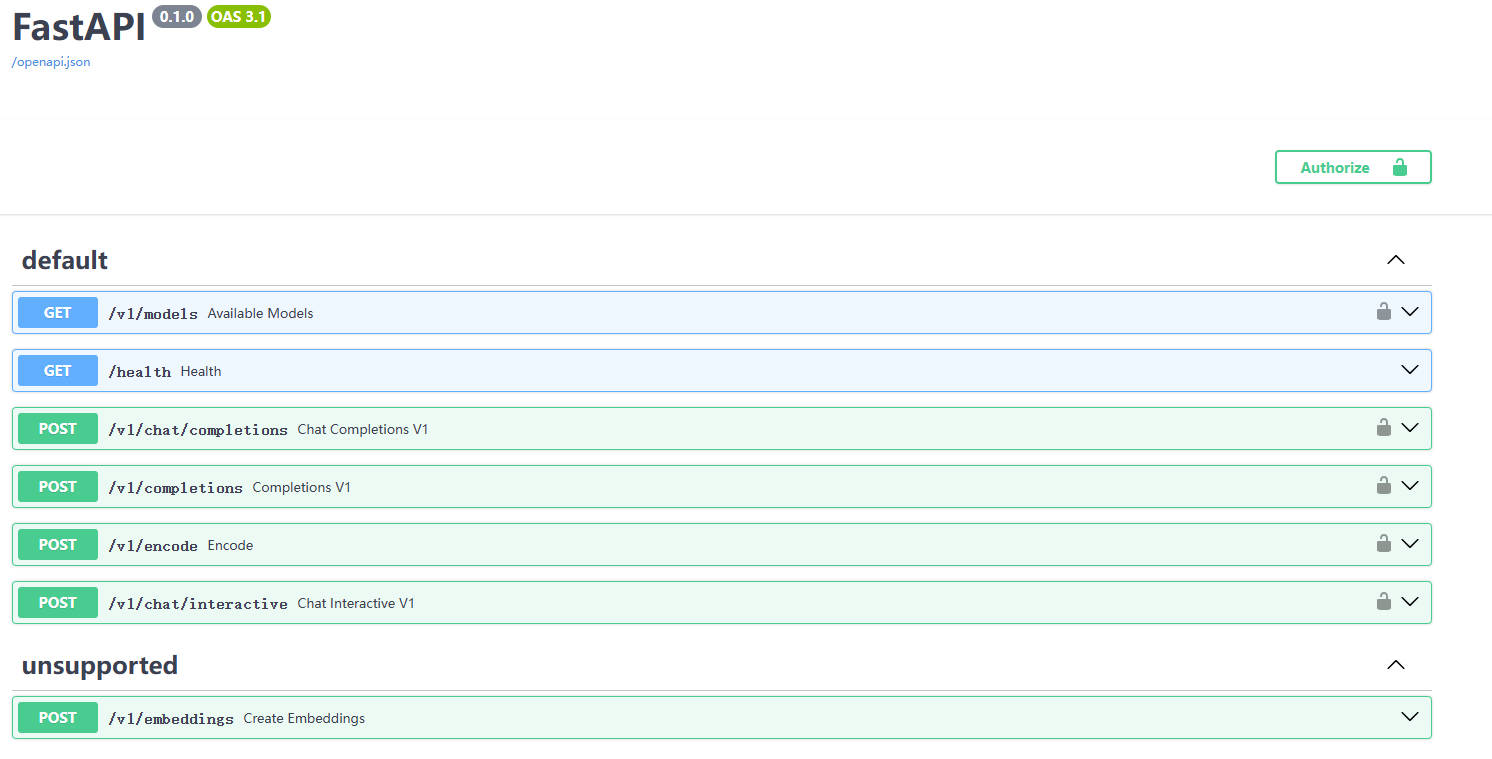 FastAPI 0.1.0 OAS 3.1
/openapi.json
Authorize
default
GET /v1/models Available Models
GET /health Health
POST /v1/chat/completions Chat Completions V1
POST /v1/completions Completions V1
POST /v1/encode Encode
POST /v1/chat/interactive Chat Interactive V1
unsupported
POST /v1/embeddings Create Embeddings